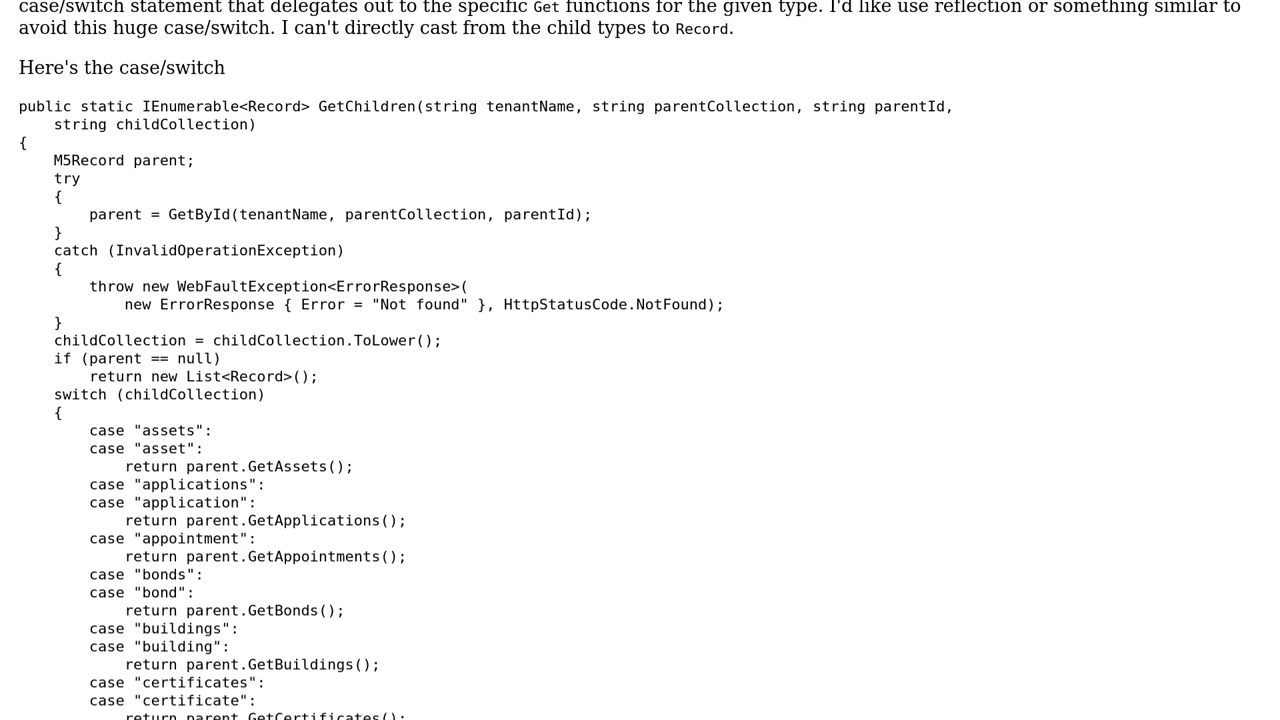 case/switch statement that delegates out to the specific Get functions for the given type. I'd like use reflection or something similar to
avoid this huge case/switch. I can't directly cast from the child types to Record.
Here's the case/switch
public static IEnumerable<Record> GetChildren(string tenantName, string parentCollection, string parentId,
    string childCollection)
{
    M5Record parent;
    try
    {
        parent = GetById(tenantName, parentCollection, parentId);
    }
    catch (InvalidOperationException)
    {
        throw new WebFaultException<ErrorResponse>(
            new ErrorResponse { Error = "Not found" }, HttpStatusCode.NotFound);
    }
    childCollection = childCollection.ToLower();
    if (parent == null)
        return new List<Record>();
    switch (childCollection)
    {
        case "assets":
        case "asset":
            return parent.GetAssets();
        case "applications":
        case "application":
            return parent.GetApplications();
        case "appointment":
            return parent.GetAppointments();
        case "bonds":
        case "bond":
            return parent.GetBonds();
        case "buildings":
        case "building":
            return parent.GetBuildings();
        case "certificates":
        case "certificate":
            return parent.GetCertificates();